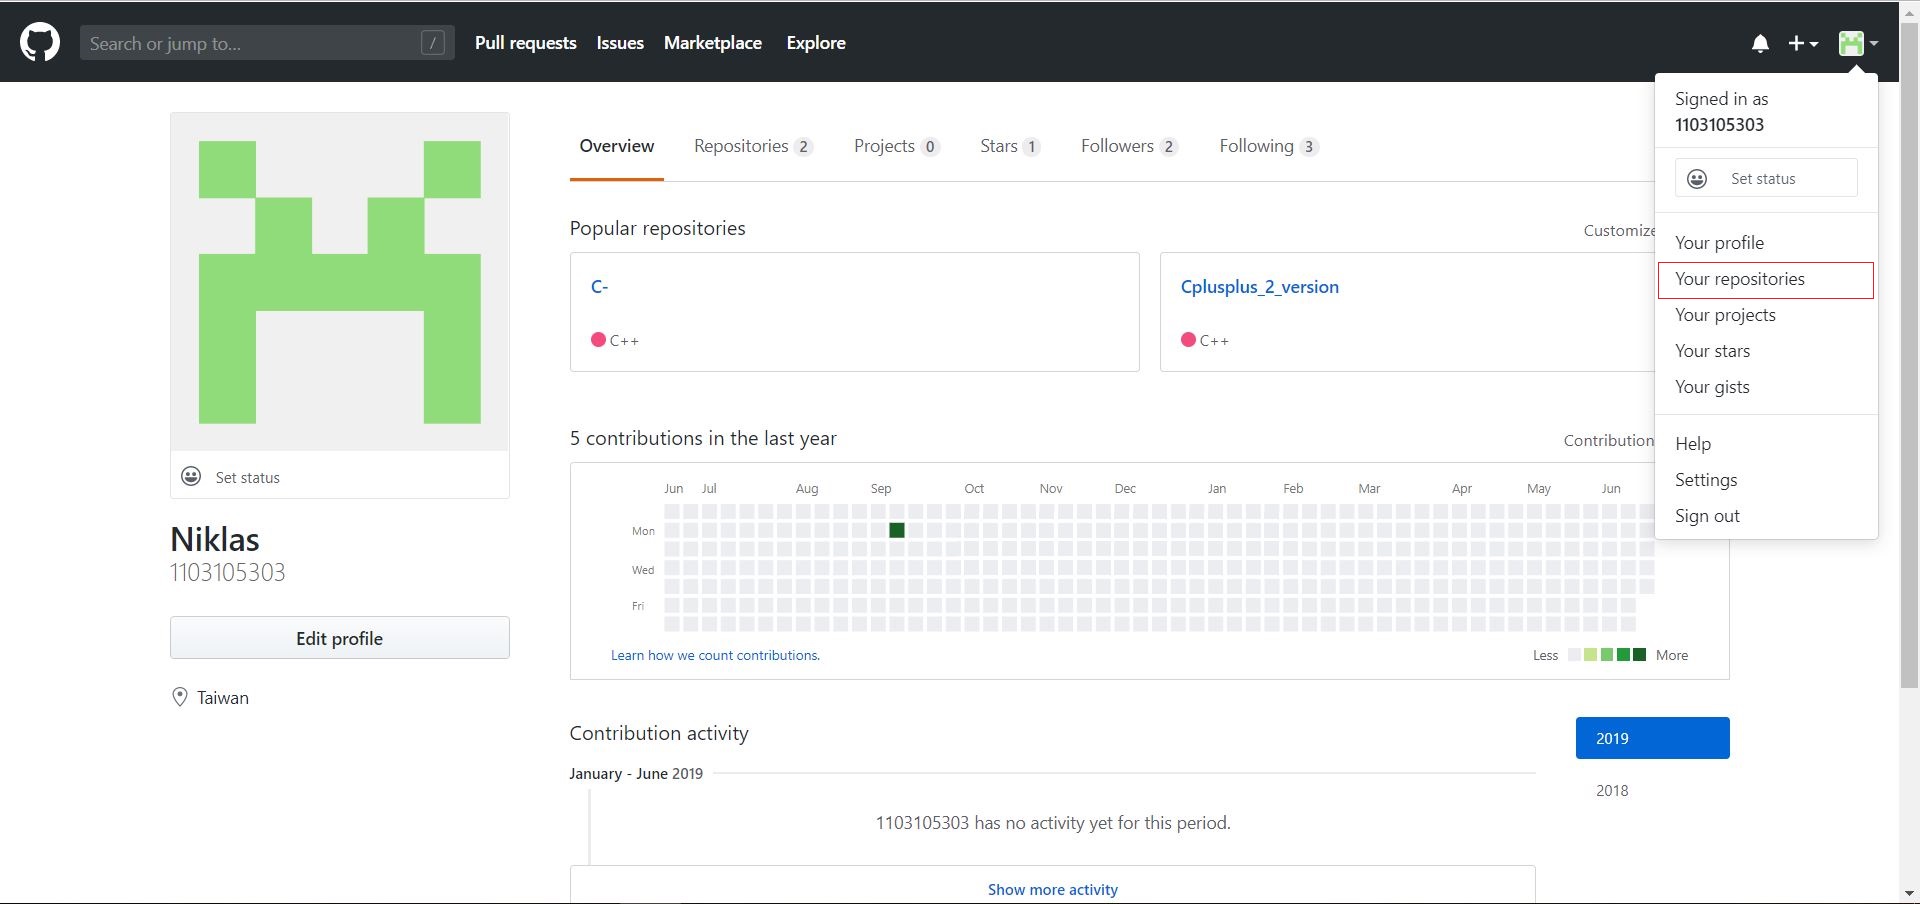 Search or jump to... /
Pull requests Issues Marketplace Explore
Signed in as
1103105303
Set status
Your profile
Your repositories
Your projects
Your stars
Your gists
Help
Settings
Sign out
Overview Repositories 2 Projects 0 Stars 1 Followers 2 Following 3
Popular repositories
Customize
C-
C++
Cplusplus_2_version
C++
Set status
Niklas
1103105303
Edit profile
Taiwan
5 contributions in the last year
Contribution
Jun Jul Aug Sep Oct Nov Dec Jan Feb Mar Apr May Jun
Mon
Wed
Fri
Learn how we count contributions.
Less More
Contribution activity
2019
2018
January - June 2019
1103105303 has no activity yet for this period.
Show more activity